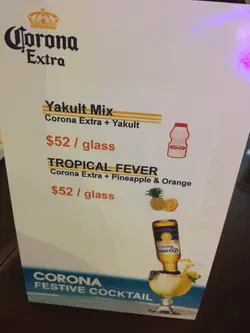 Corona
Extra
Yakult Mix
Corona Extra + Yakult
$52 / glass
TROPICAL FEVER
Corona Extra + Pineapple & Orange
$52 / glass
CORONA
FESTIVE COCKTAIL